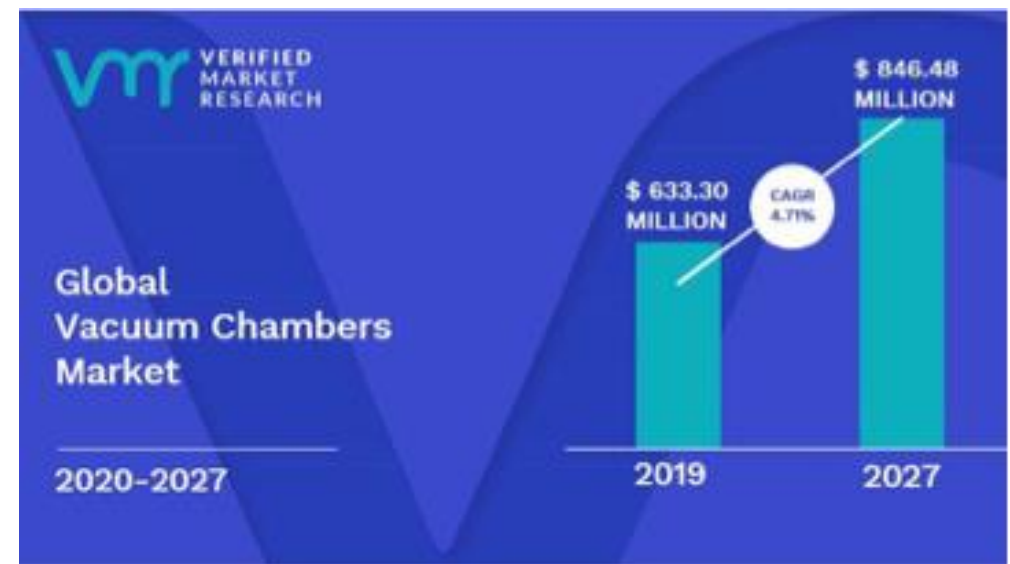 vmr
VERIFIED
MARKET
RESEARCH
Global
Vacuum Chambers
Market
2020-2027
$ 633.30
MILLION
CAGR
4.71%
$ 846.48
MILLION
2019
2027